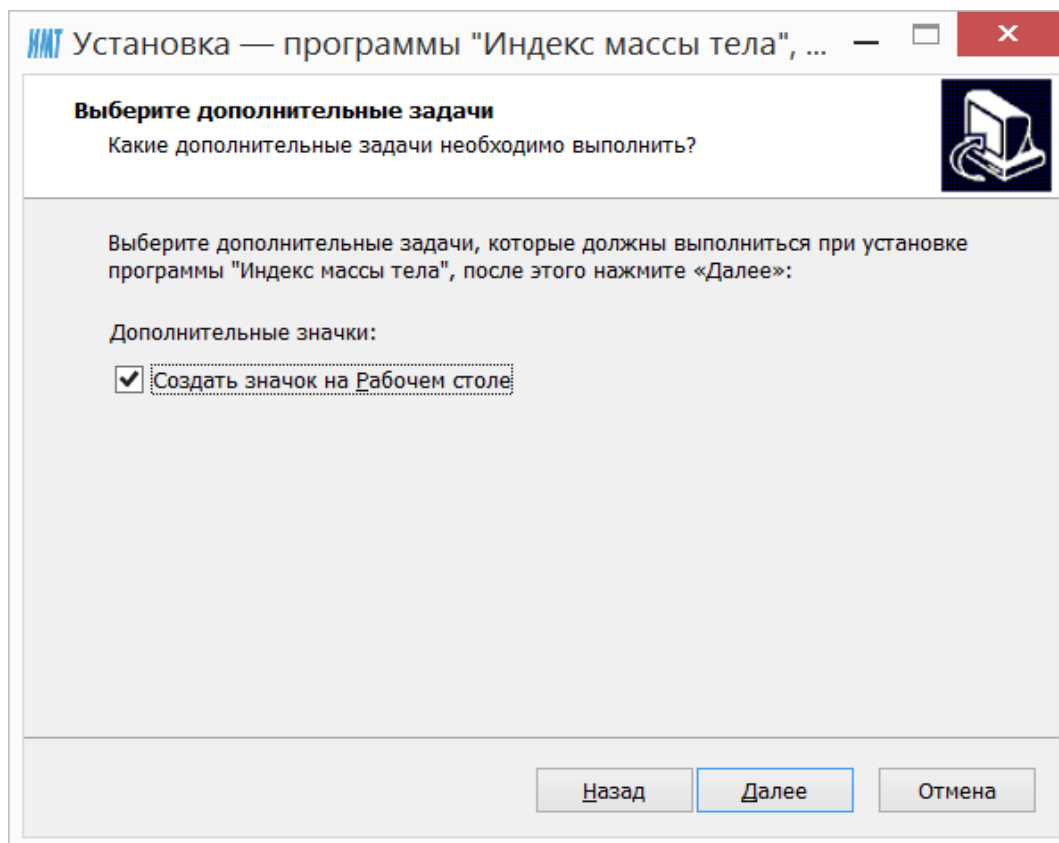 ИМТ Установка — программы "Индекс массы тела", ...
Выберите дополнительные задачи
Какие дополнительные задачи необходимо выполнить?
Выберите дополнительные задачи, которые должны выполниться при установке
программы "Индекс массы тела", после этого нажмите «Далее»:
Дополнительные значки:
Создать значок на Рабочем столе
Назад Далее Отмена